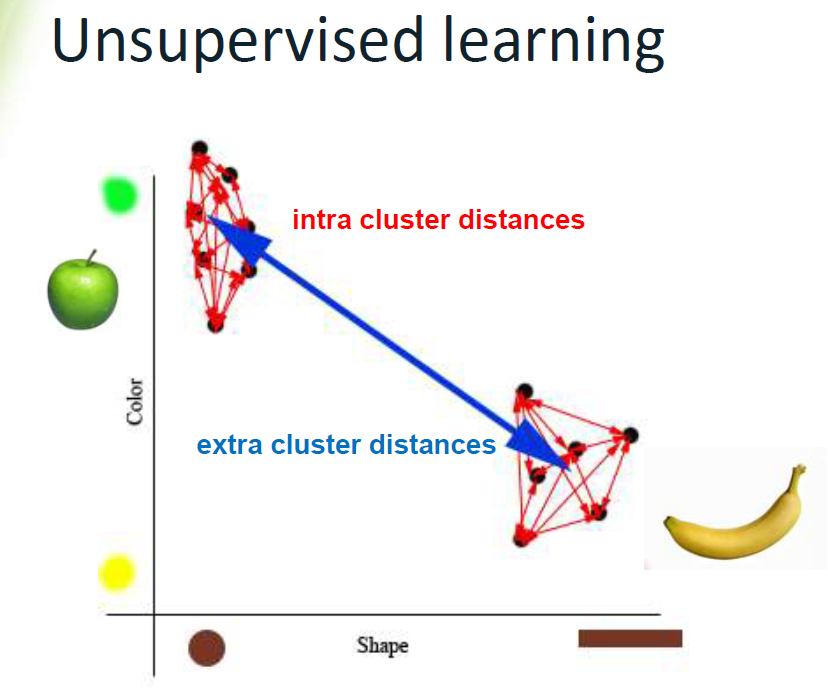 Unsupervised learning
intra cluster distances
Color
extra cluster distances
Shape